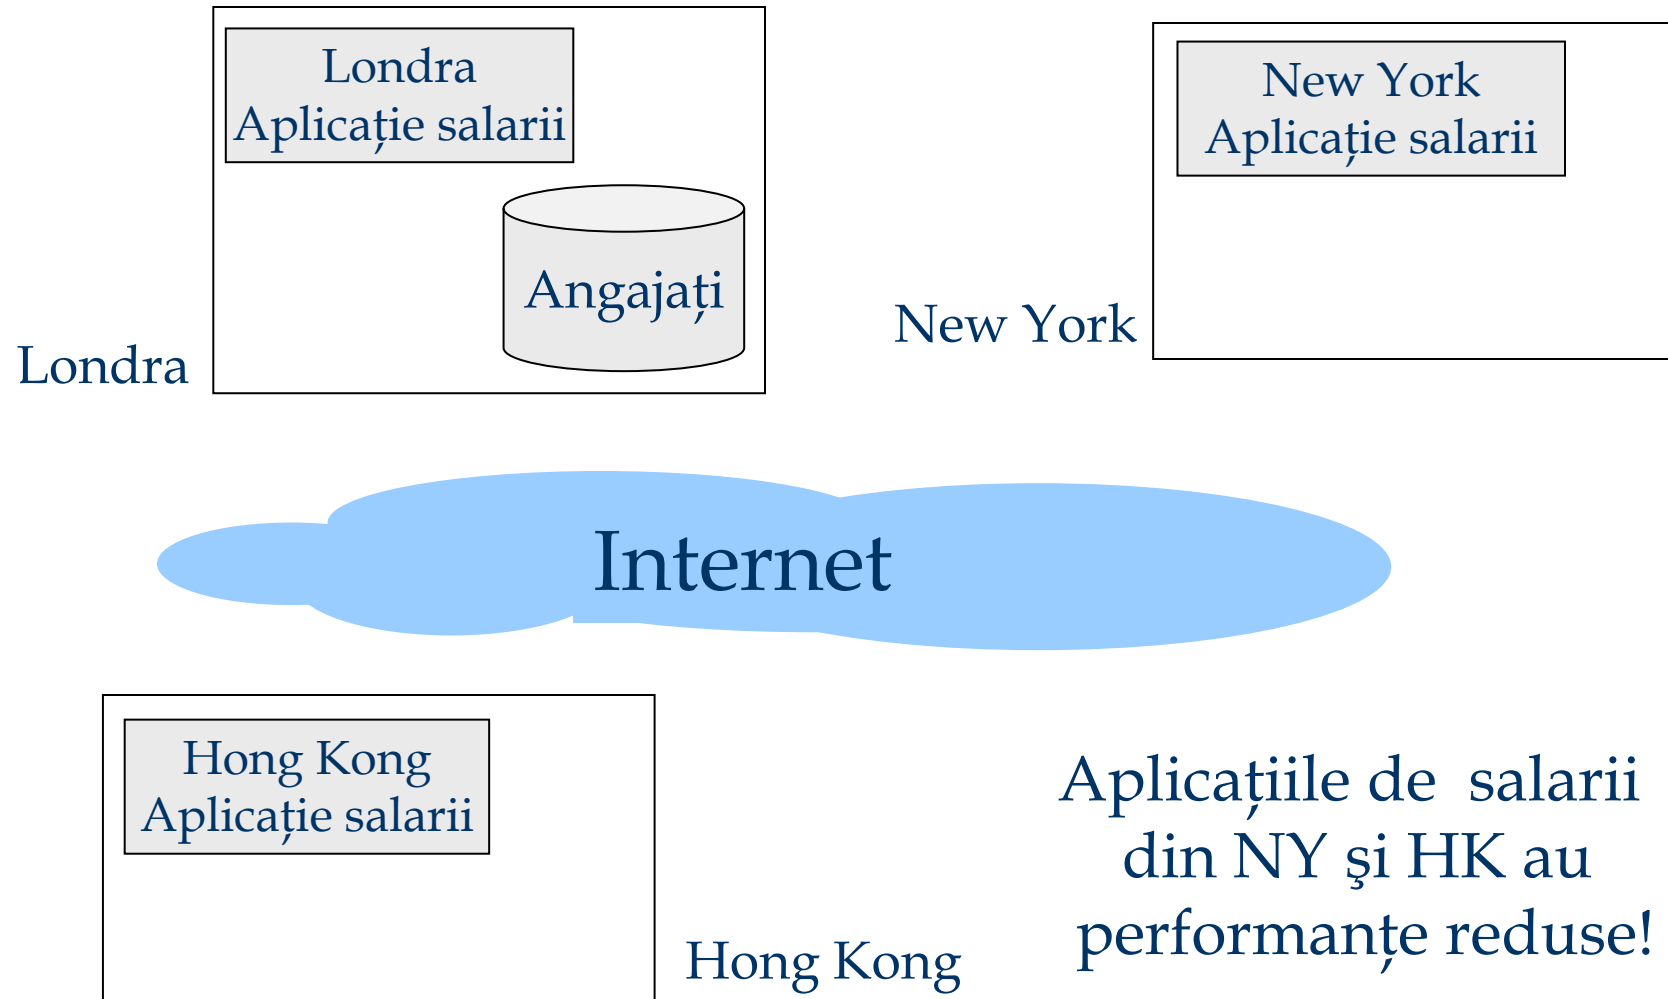 Londra
Aplicație salarii
Angajați
Londra
New York
Aplicație salarii
New York
Internet
Hong Kong
Aplicație salarii
Hong Kong
Aplicațiile de salarii
din NY şi HK au
performanțe reduse!